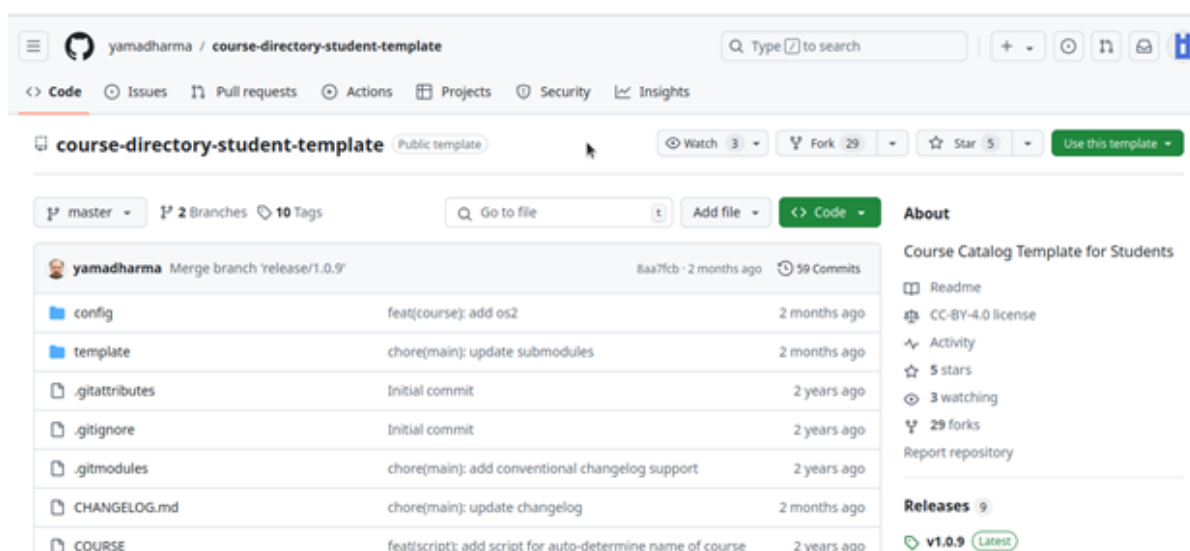 yamadharma / course-directory-student-template
Type / to search
Code Issues Pull requests Actions Projects Security Insights
course-directory-student-template Public template
Watch 3 Fork 29 Star 5 Use this template
master 2 Branches 10 Tags Go to file t Add file Code
About
Course Catalog Template for Students
yamadharma Merge branch 'release/1.0.9' 8aa7fcb · 2 months ago 59 Commits
config feat(course): add os2 2 months ago
template chore(main): update submodules 2 months ago
.gitattributes Initial commit 2 years ago
.gitignore Initial commit 2 years ago
.gitmodules chore(main): add conventional changelog support 2 years ago
CHANGELOG.md chore(main): update changelog 2 months ago
COURSE feat(script): add script for auto-determine name of course 2 years ago
Readme
CC-BY-4.0 license
Activity
5 stars
3 watching
29 forks
Report repository
Releases 9
v1.0.9 Latest